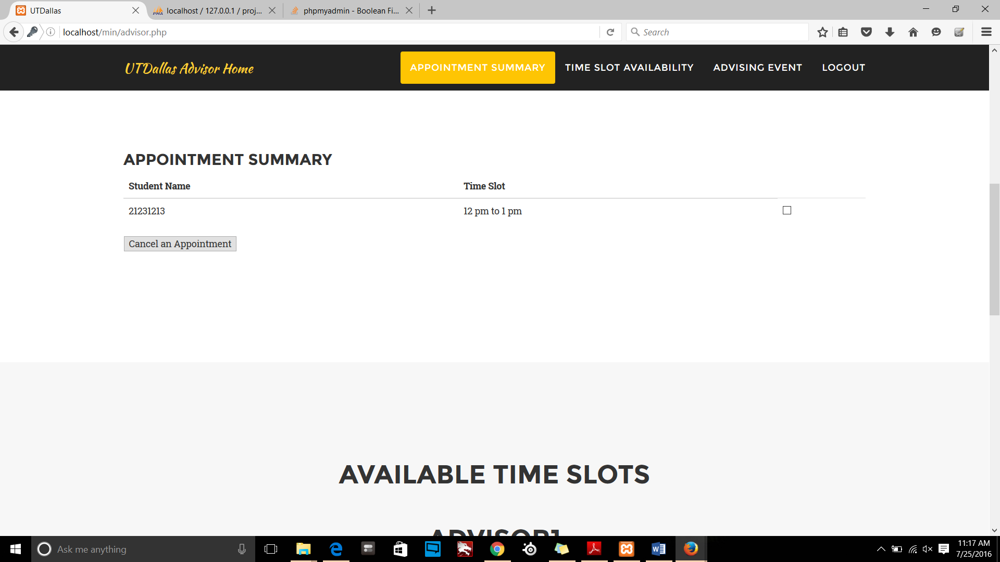 UTDallas
localhost / 127.0.0.1 / proj...
phpmyadmin - Boolean Fi...
localhost/min/advisor.php
Search
UTDallas Advisor Home
APPOINTMENT SUMMARY
TIME SLOT AVAILABILITY
ADVISING EVENT
LOGOUT
APPOINTMENT SUMMARY
Student Name
Time Slot
21231213
12 pm to 1 pm
Cancel an Appointment
AVAILABLE TIME SLOTS
ADVISOR1
Ask me anything
11:17 AM
7/25/2016